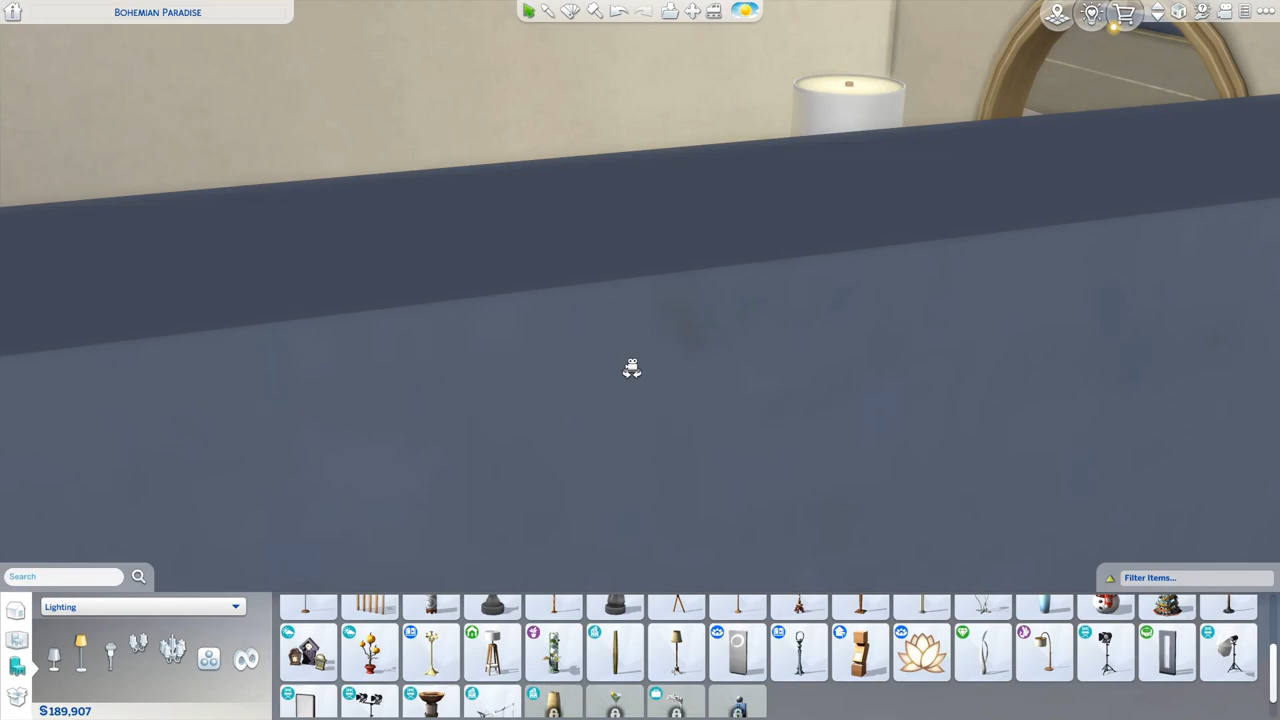 Bohemian Paradise
Search
Filter Items...
Lighting
§189,907